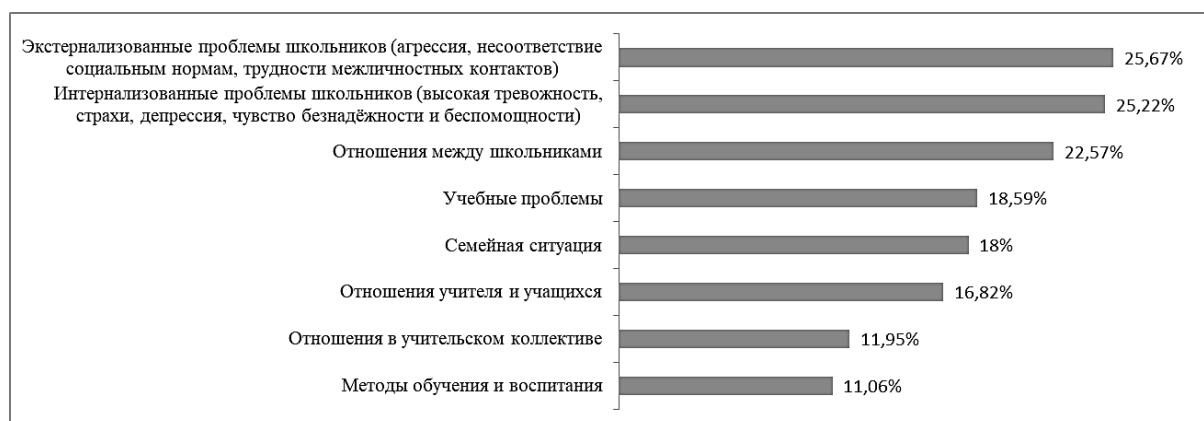 Экстернализованные проблемы школьников (агрессия, несоответствие
социальным нормам, трудности межличностных контактов)
25,67%
Интернализованные проблемы школьников (высокая тревожность,
страхи, депрессия, чувство безнадёжности и беспомощности)
25,22%
Отношения между школьниками
22,57%
Учебные проблемы
18,59%
Семейная ситуация
18%
Отношения учителя и учащихся
16,82%
Отношения в учительском коллективе
11,95%
Методы обучения и воспитания
11,06%